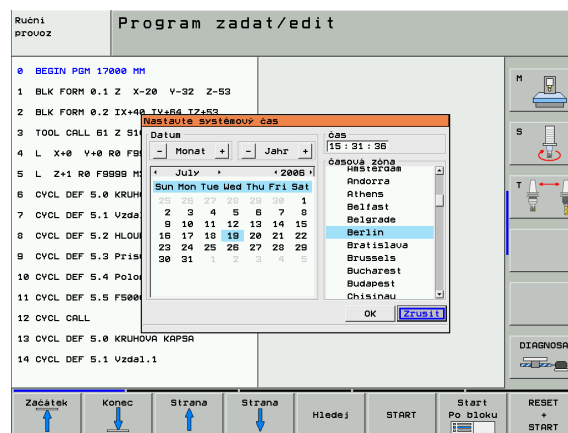 Ruční
provoz
Program zadat/edit
0 BEGIN PGM 17000 MM
1 BLK FORM 0.1 Z X-20 Y-32 Z-53
2 BLK FORM 0.2 IX+40 IY+64 IZ+53
3 TOOL CALL 61 Z S1
4 L X+0 Y+0 R0 F9
5 L Z+1 R0 F9999 M
6 CYCL DEF 5.0 KRUH
7 CYCL DEF 5.1 Vzda
8 CYCL DEF 5.2 HLOU
9 CYCL DEF 5.3 Pris
10 CYCL DEF 5.4 Polo
11 CYCL DEF 5.5 F500
12 CYCL CALL
13 CYCL DEF 5.0 KRUHOVA KAPSA
14 CYCL DEF 5.1 Vzdal.1
Nastavte systémový čas
Datum
- Monat + - Jahr +
July 2006
Sun Mon Tue Wed Thu Fri Sat
25 26 27 28 29 30 1
2 3 4 5 6 7 8
9 10 11 12 13 14 15
16 17 18 19 20 21 22
23 24 25 26 27 28 29
30 31 1 2 3 4 5
čas
15:31:36
časová zóna
Amsterdam
Andorra
Athens
Belfast
Belgrade
Berlin
Bratislava
Brussels
Bucharest
Budapest
Chisinau
OK Zrusit
M
S
T
DIAGNOSA
Začátek
Konec
Strana
Strana
Hledej
START
Start
Po bloku
RESET
+
START